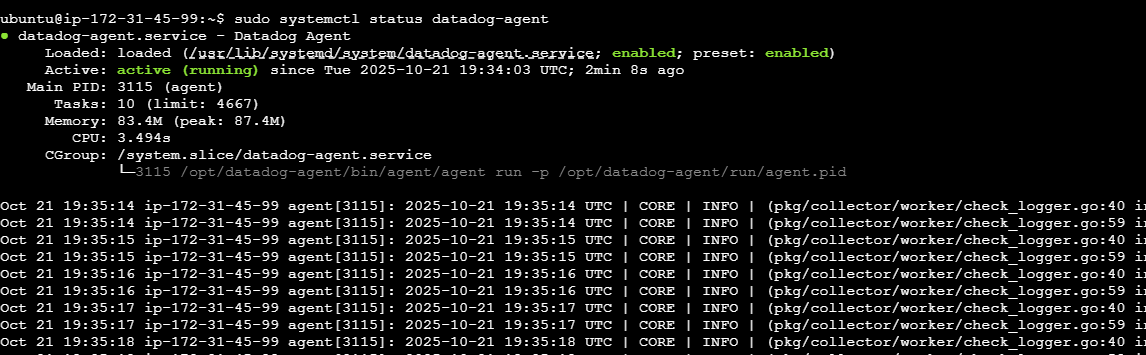 ubuntu@ip-172-31-45-99:~$ sudo systemctl status datadog-agent
● datadog-agent.service - Datadog Agent
Loaded: loaded (/usr/lib/systemd/system/datadog-agent.service; enabled; preset: enabled)
Active: active (running) since Tue 2025-10-21 19:34:03 UTC; 2min 8s ago
Main PID: 3115 (agent)
Tasks: 10 (limit: 4667)
Memory: 83.4M (peak: 87.4M)
CPU: 3.494s
CGroup: /system.slice/datadog-agent.service
└─3115 /opt/datadog-agent/bin/agent/agent run -p /opt/datadog-agent/run/agent.pid
Oct 21 19:35:14 ip-172-31-45-99 agent[3115]: 2025-10-21 19:35:14 UTC | CORE | INFO | (pkg/collector/worker/check_logger.go:40
Oct 21 19:35:14 ip-172-31-45-99 agent[3115]: 2025-10-21 19:35:14 UTC | CORE | INFO | (pkg/collector/worker/check_logger.go:59
Oct 21 19:35:15 ip-172-31-45-99 agent[3115]: 2025-10-21 19:35:15 UTC | CORE | INFO | (pkg/collector/worker/check_logger.go:40
Oct 21 19:35:15 ip-172-31-45-99 agent[3115]: 2025-10-21 19:35:15 UTC | CORE | INFO | (pkg/collector/worker/check_logger.go:59
Oct 21 19:35:16 ip-172-31-45-99 agent[3115]: 2025-10-21 19:35:16 UTC | CORE | INFO | (pkg/collector/worker/check_logger.go:40
Oct 21 19:35:16 ip-172-31-45-99 agent[3115]: 2025-10-21 19:35:16 UTC | CORE | INFO | (pkg/collector/worker/check_logger.go:59
Oct 21 19:35:17 ip-172-31-45-99 agent[3115]: 2025-10-21 19:35:17 UTC | CORE | INFO | (pkg/collector/worker/check_logger.go:40
Oct 21 19:35:17 ip-172-31-45-99 agent[3115]: 2025-10-21 19:35:17 UTC | CORE | INFO | (pkg/collector/worker/check_logger.go:59
Oct 21 19:35:18 ip-172-31-45-99 agent[3115]: 2025-10-21 19:35:18 UTC | CORE | INFO | (pkg/collector/worker/check_logger.go:40